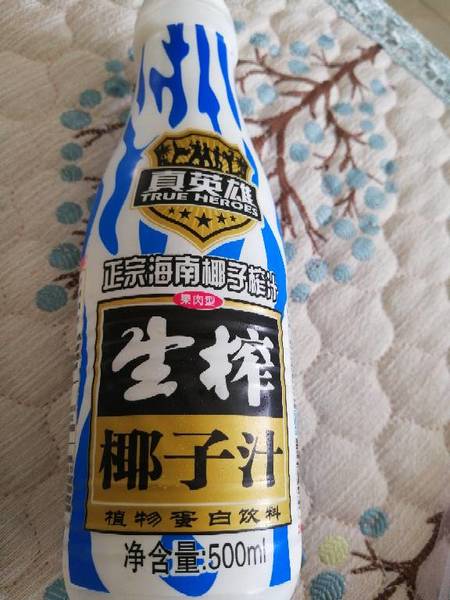 真英雄
TRUE HEROES
正宗海南椰子榨汁
果肉型
生榨
椰子汁
植物蛋白饮料
净含量:500ml